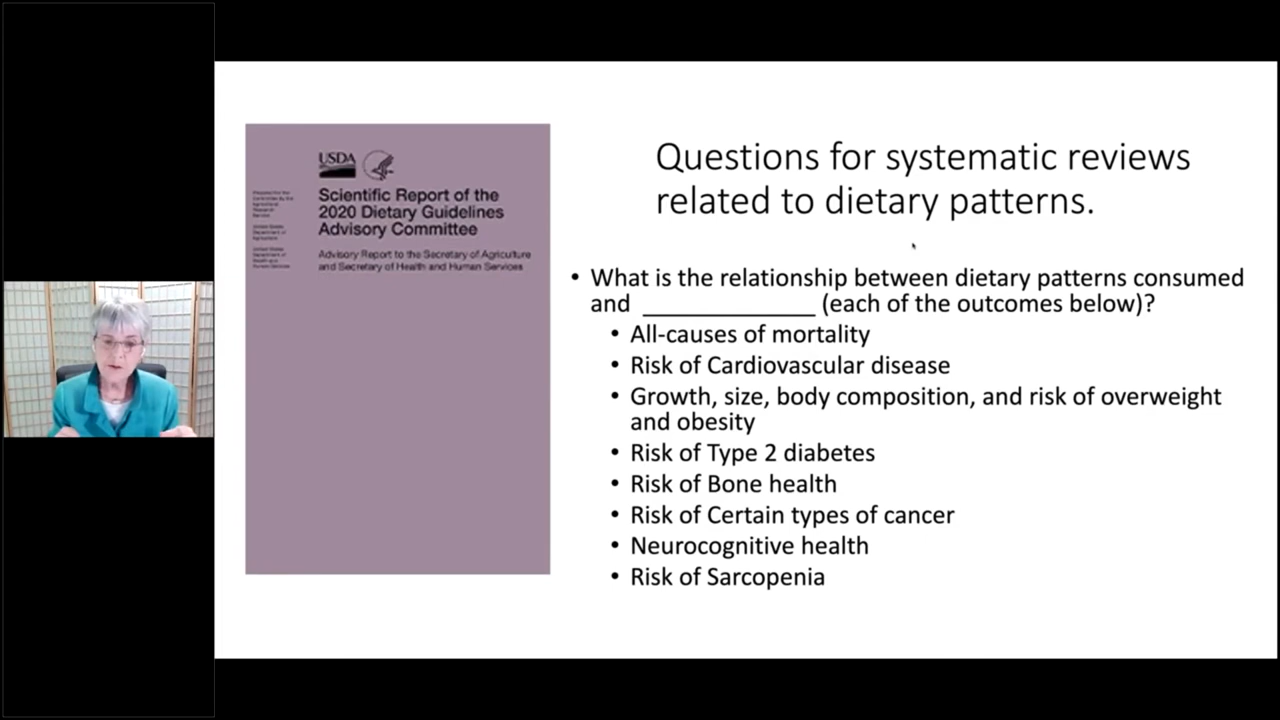 Questions for systematic reviews
related to dietary patterns.
USDA
Scientific Report of the
2020 Dietary Guidelines
Advisory Committee
Advisory Report to the Secretary of Agriculture
and Secretary of Health and Human Services
• What is the relationship between dietary patterns consumed
and ______________ (each of the outcomes below)?
• All-causes of mortality
• Risk of Cardiovascular disease
• Growth, size, body composition, and risk of overweight
and obesity
• Risk of Type 2 diabetes
• Risk of Bone health
• Risk of Certain types of cancer
• Neurocognitive health
• Risk of Sarcopenia